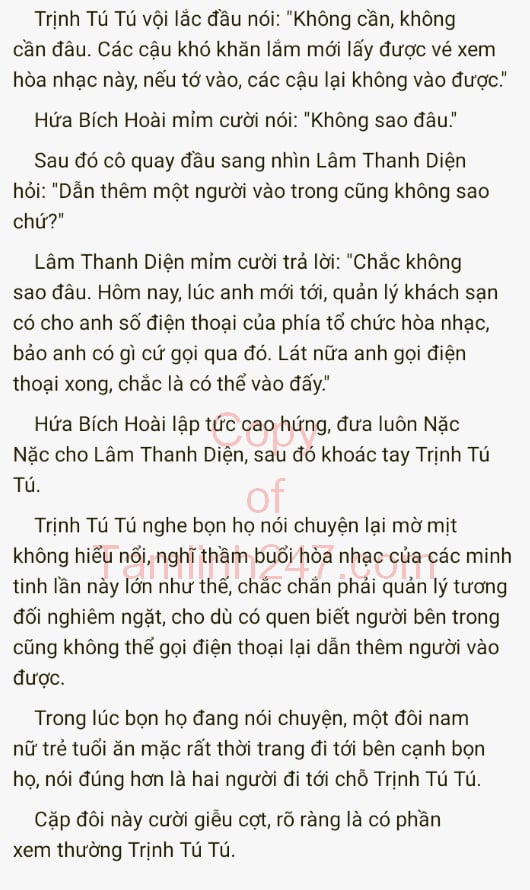 Trịnh Tú Tú vội lắc đầu nói: "Không cần, không
cần đâu. Các cậu khó khăn lắm mới lấy được vé xem
hòa nhạc này, nếu tớ vào, các cậu lại không vào được."
Hứa Bích Hoài mỉm cười nói: "Không sao đâu."
Sau đó cô quay đầu sang nhìn Lâm Thanh Diện
hỏi: "Dẫn thêm một người vào trong cũng không sao
chứ?"
Lâm Thanh Diện mỉm cười trả lời: "Chắc không
sao đâu. Hôm nay, lúc anh mới tới, quản lý khách sạn
có cho anh số điện thoại của phía tổ chức hòa nhạc,
bảo anh có gì cứ gọi qua đó. Lát nữa anh gọi điện
thoại xong, chắc là có thể vào đấy."
Hứa Bích Hoài lập tức cao hứng, đưa luôn Nặc
Nặc cho Lâm Thanh Diện, sau đó khoác tay Trịnh Tú
Tú.
Trịnh Tú Tú nghe bọn họ nói chuyện lại mờ mịt
không hiểu nổi, nghĩ thầm buổi hòa nhạc của các minh
tinh lần này lớn như thế, chắc chắn phải quản lý tương
đối nghiêm ngặt, cho dù có quen biết người bên trong
cũng không thể gọi điện thoại lại dẫn thêm người vào
được.
Trong lúc bọn họ đang nói chuyện, một đôi nam
nữ trẻ tuổi ăn mặc rất thời trang đi tới bên cạnh bọn
họ, nói đúng hơn là hai người đi tới chỗ Trịnh Tú Tú.
Cặp đôi này cười giễu cợt, rõ ràng là có phần
xem thường Trịnh Tú Tú.
Copy
of
Tamlinh247.com